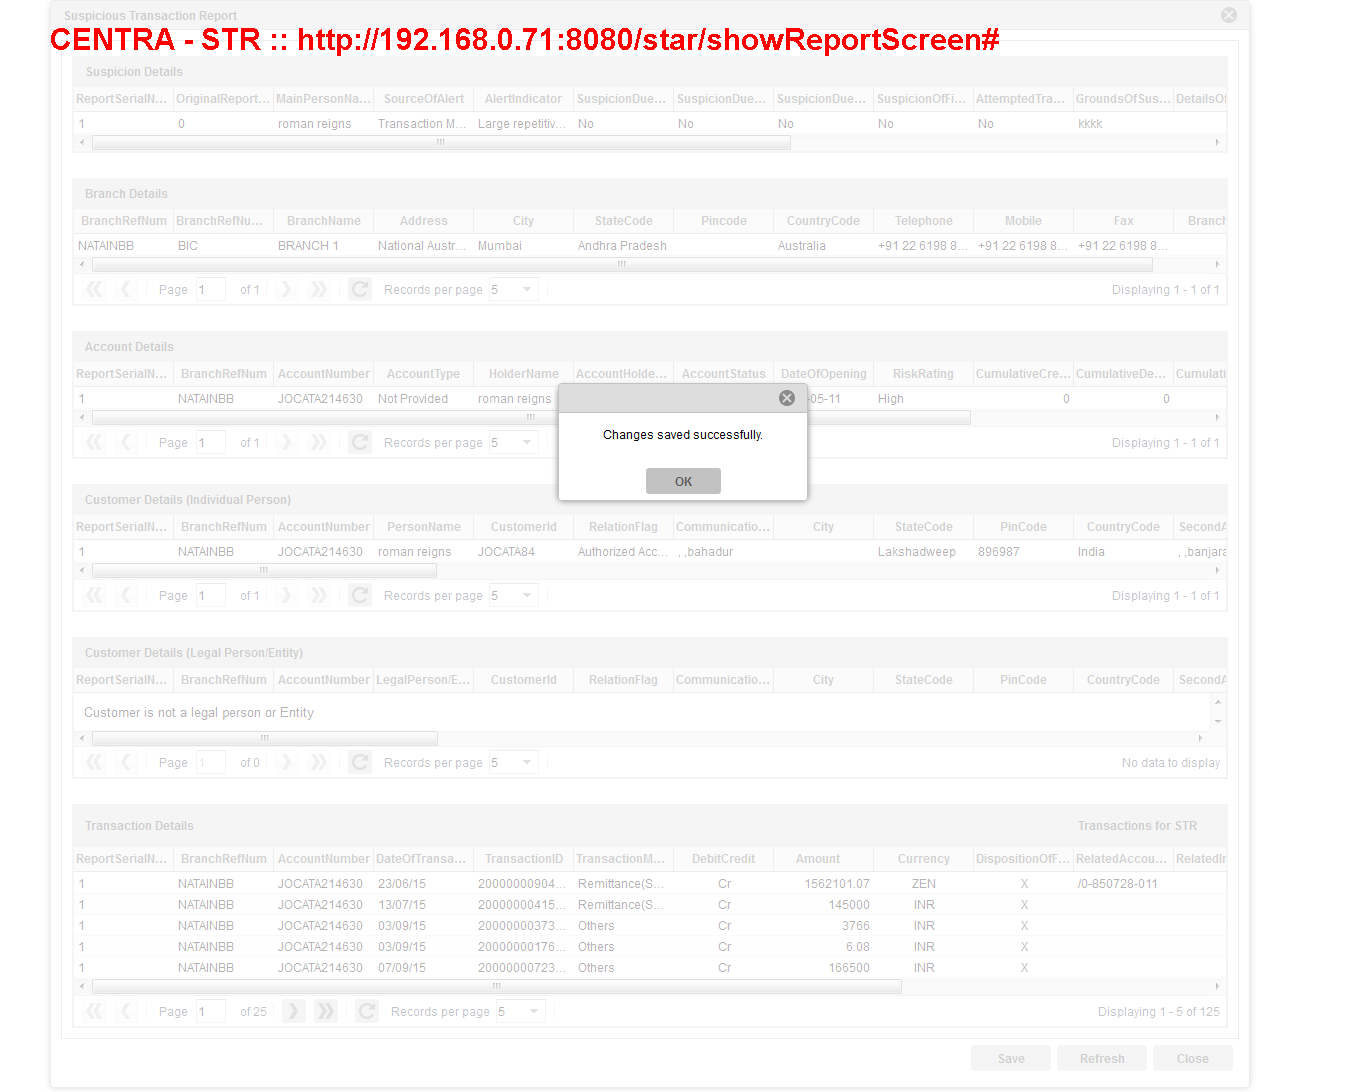 Suspicious Transaction Report
CENTRA - STR :: http://192.168.0.71:8080/star/showReportScreen#
Suspicion Details
ReportSerialN... OriginalReport... MainPersonNa... SourceOfAlert AlertIndicator SuspicionDue... SuspicionDue... SuspicionDue... SuspicionOfFi... AttemptedTra... GroundsOfSus... DetailsOf
1 0 roman reigns Transaction M... Large repetitiv... No No No No No kkkk
Branch Details
BranchRefNum BranchRefNu... BranchName Address City StateCode Pincode CountryCode Telephone Mobile Fax Branch
NATAINBB BIC BRANCH 1 National Austr... Mumbai Andhra Pradesh Australia +91 22 6198 8... +91 22 6198 8... +91 22 6198 8...
Page 1 of 1 Records per page 5 Displaying 1 - 1 of 1
Account Details
ReportSerialN... BranchRefNum AccountNumber AccountType HolderName AccountHolde... AccountStatus DateOfOpening RiskRating CumulativeCre... CumulativeDe... Cumulati
1 NATAINBB JOCATA214630 Not Provided roman reigns -05-11 High 0 0
Page 1 of 1 Records per page 5 Displaying 1 - 1 of 1
Changes saved successfully.
OK
Customer Details (Individual Person)
ReportSerialN... BranchRefNum AccountNumber PersonName CustomerId RelationFlag Communicatio... City StateCode PinCode CountryCode SecondA
1 NATAINBB JOCATA214630 roman reigns JOCATA84 Authorized Acc... , ,bahadur Lakshadweep 896987 India , ,banjara
Page 1 of 1 Records per page 5 Displaying 1 - 1 of 1
Customer Details (Legal Person/Entity)
ReportSerialN... BranchRefNum AccountNumber LegalPerson/E... CustomerId RelationFlag Communicatio... City StateCode PinCode CountryCode SecondA
Customer is not a legal person or Entity
Page 1 of 0 Records per page 5 No data to display
Transaction Details Transactions for STR
ReportSerialN... BranchRefNum AccountNumber DateOfTransa... TransactionID TransactionM... DebitCredit Amount Currency DispositionOfF... RelatedAccou... RelatedIn
1 NATAINBB JOCATA214630 23/06/15 20000000904... Remittance(S... Cr 1562101.07 ZEN X /0-850728-011
1 NATAINBB JOCATA214630 13/07/15 20000000415... Remittance(S... Cr 145000 INR X
1 NATAINBB JOCATA214630 03/09/15 20000000373... Others Cr 3766 INR X
1 NATAINBB JOCATA214630 03/09/15 20000000176... Others Cr 6.08 INR X
1 NATAINBB JOCATA214630 07/09/15 20000000723... Others Cr 166500 INR X
Page 1 of 25 Records per page 5 Displaying 1 - 5 of 125
Save Refresh Close